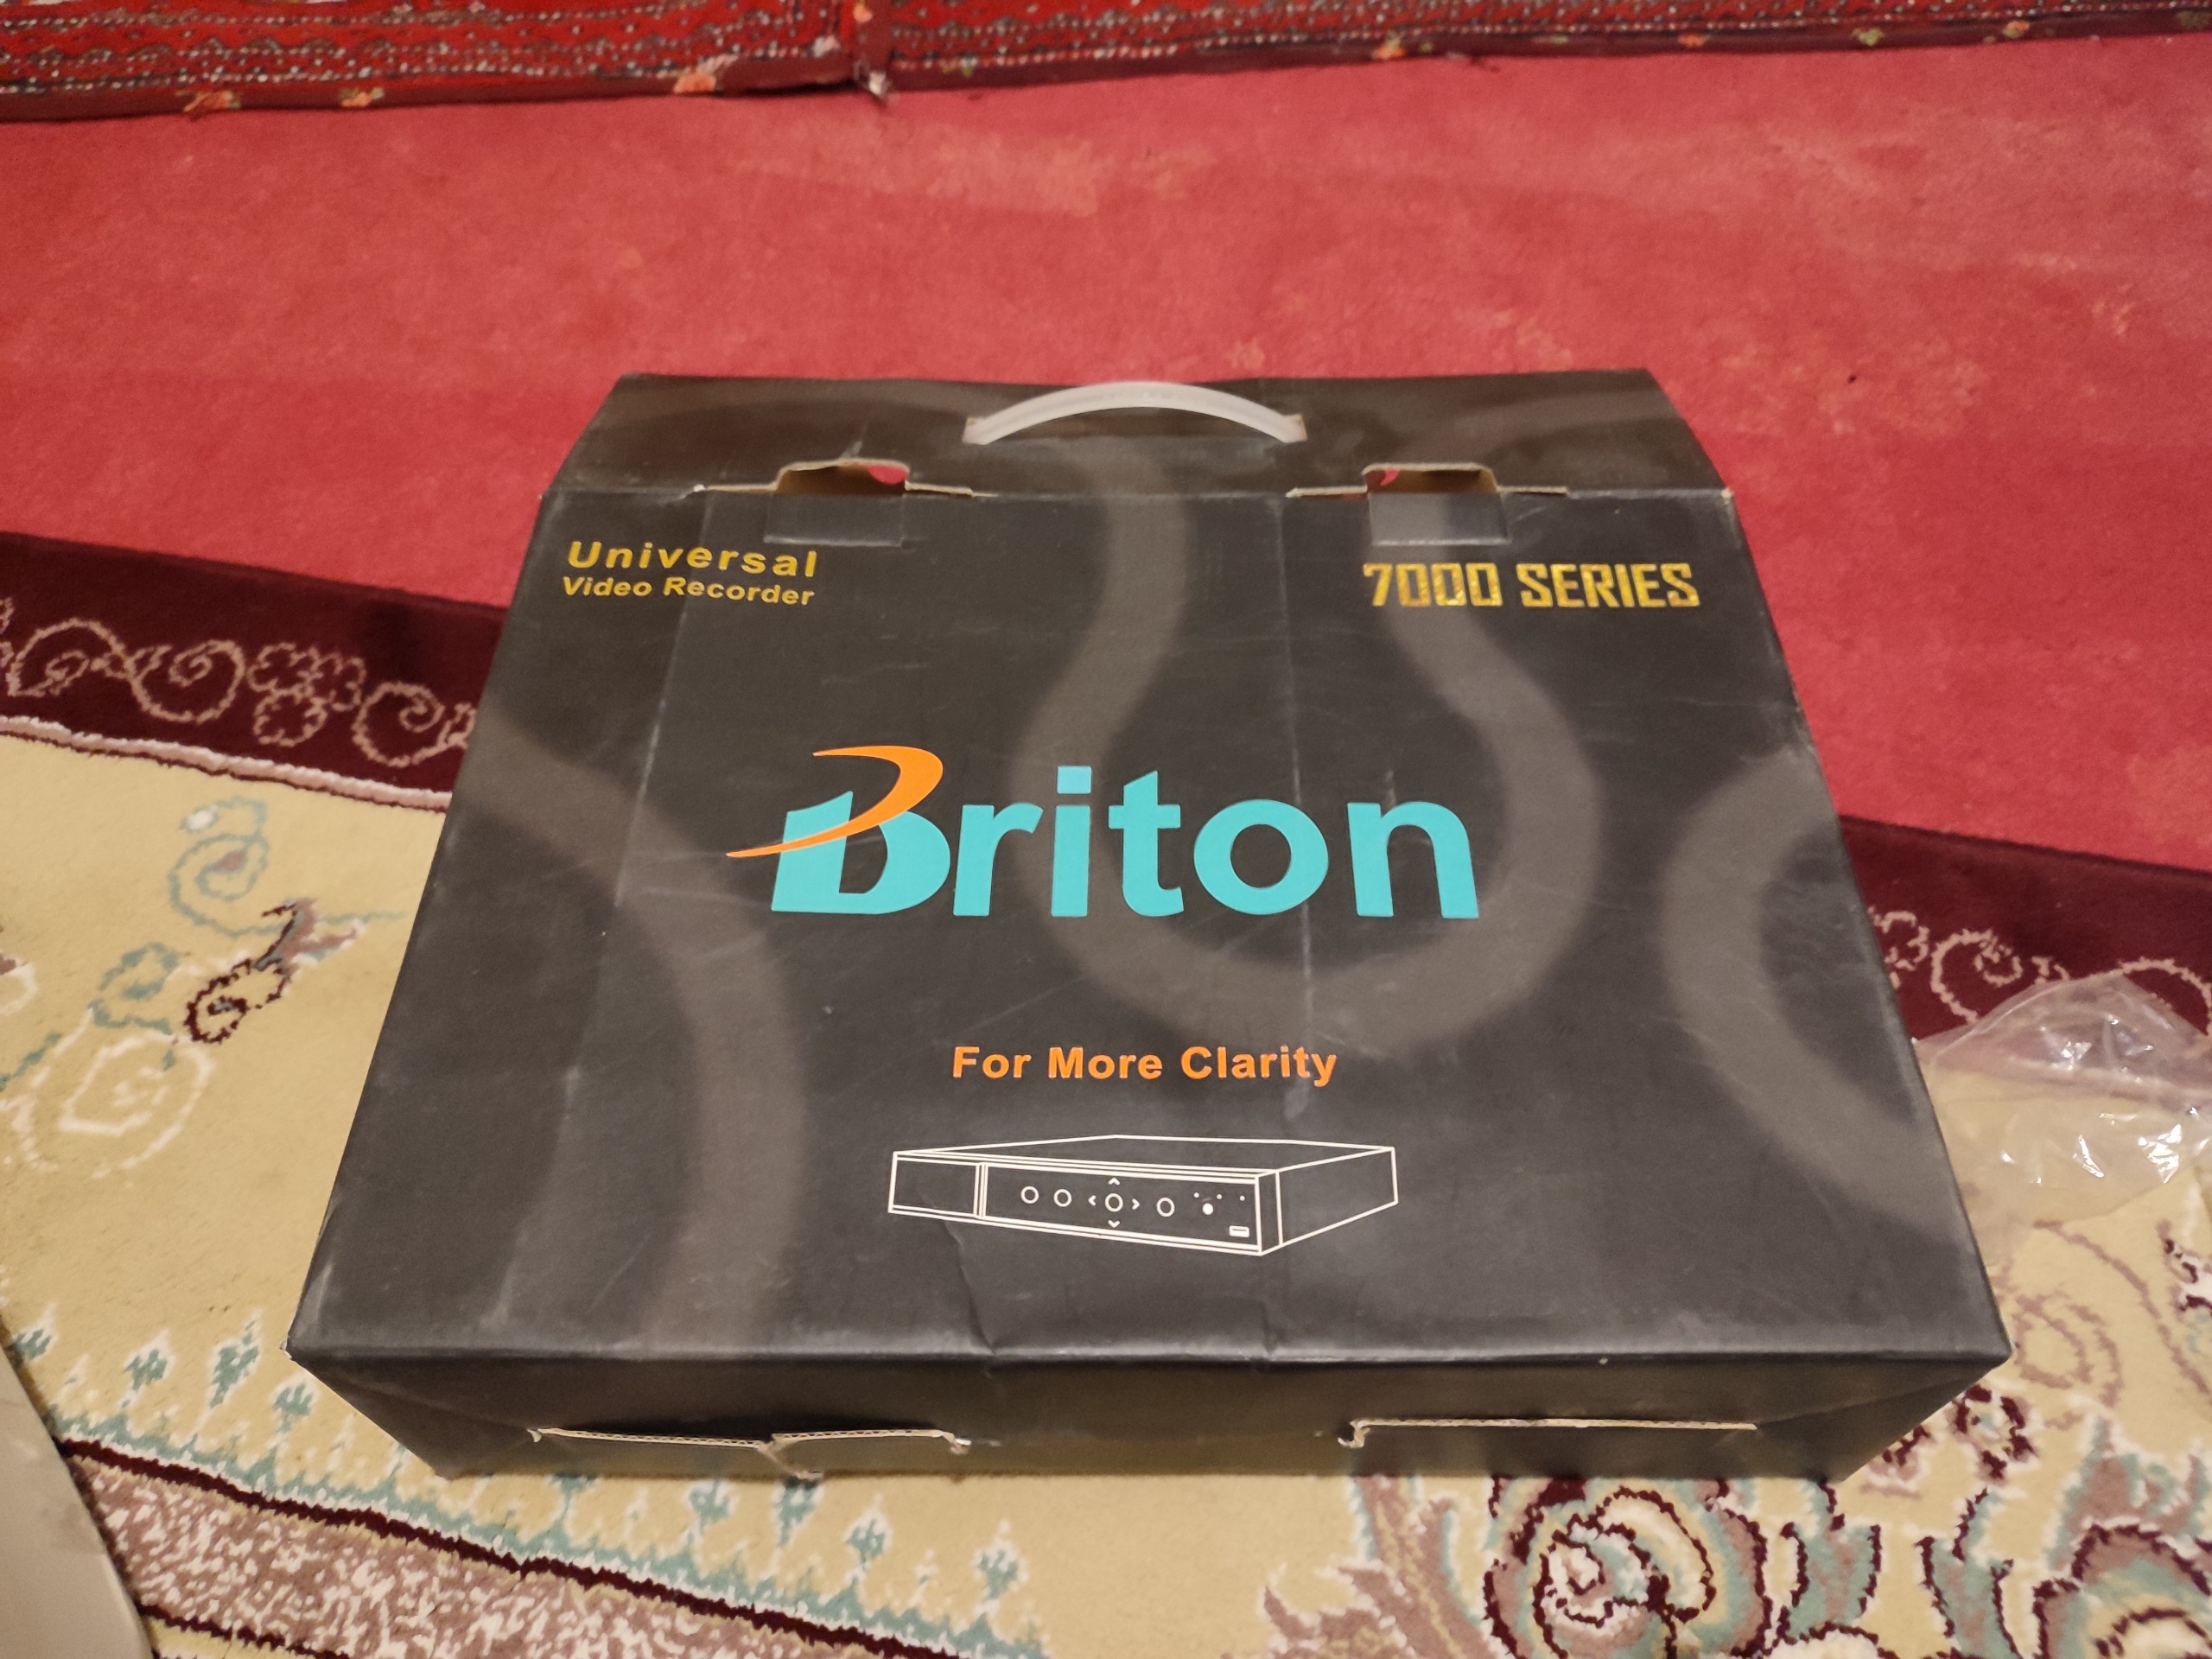 Universal
Video Recorder
7000 SERIES
Briton
For More Clarity